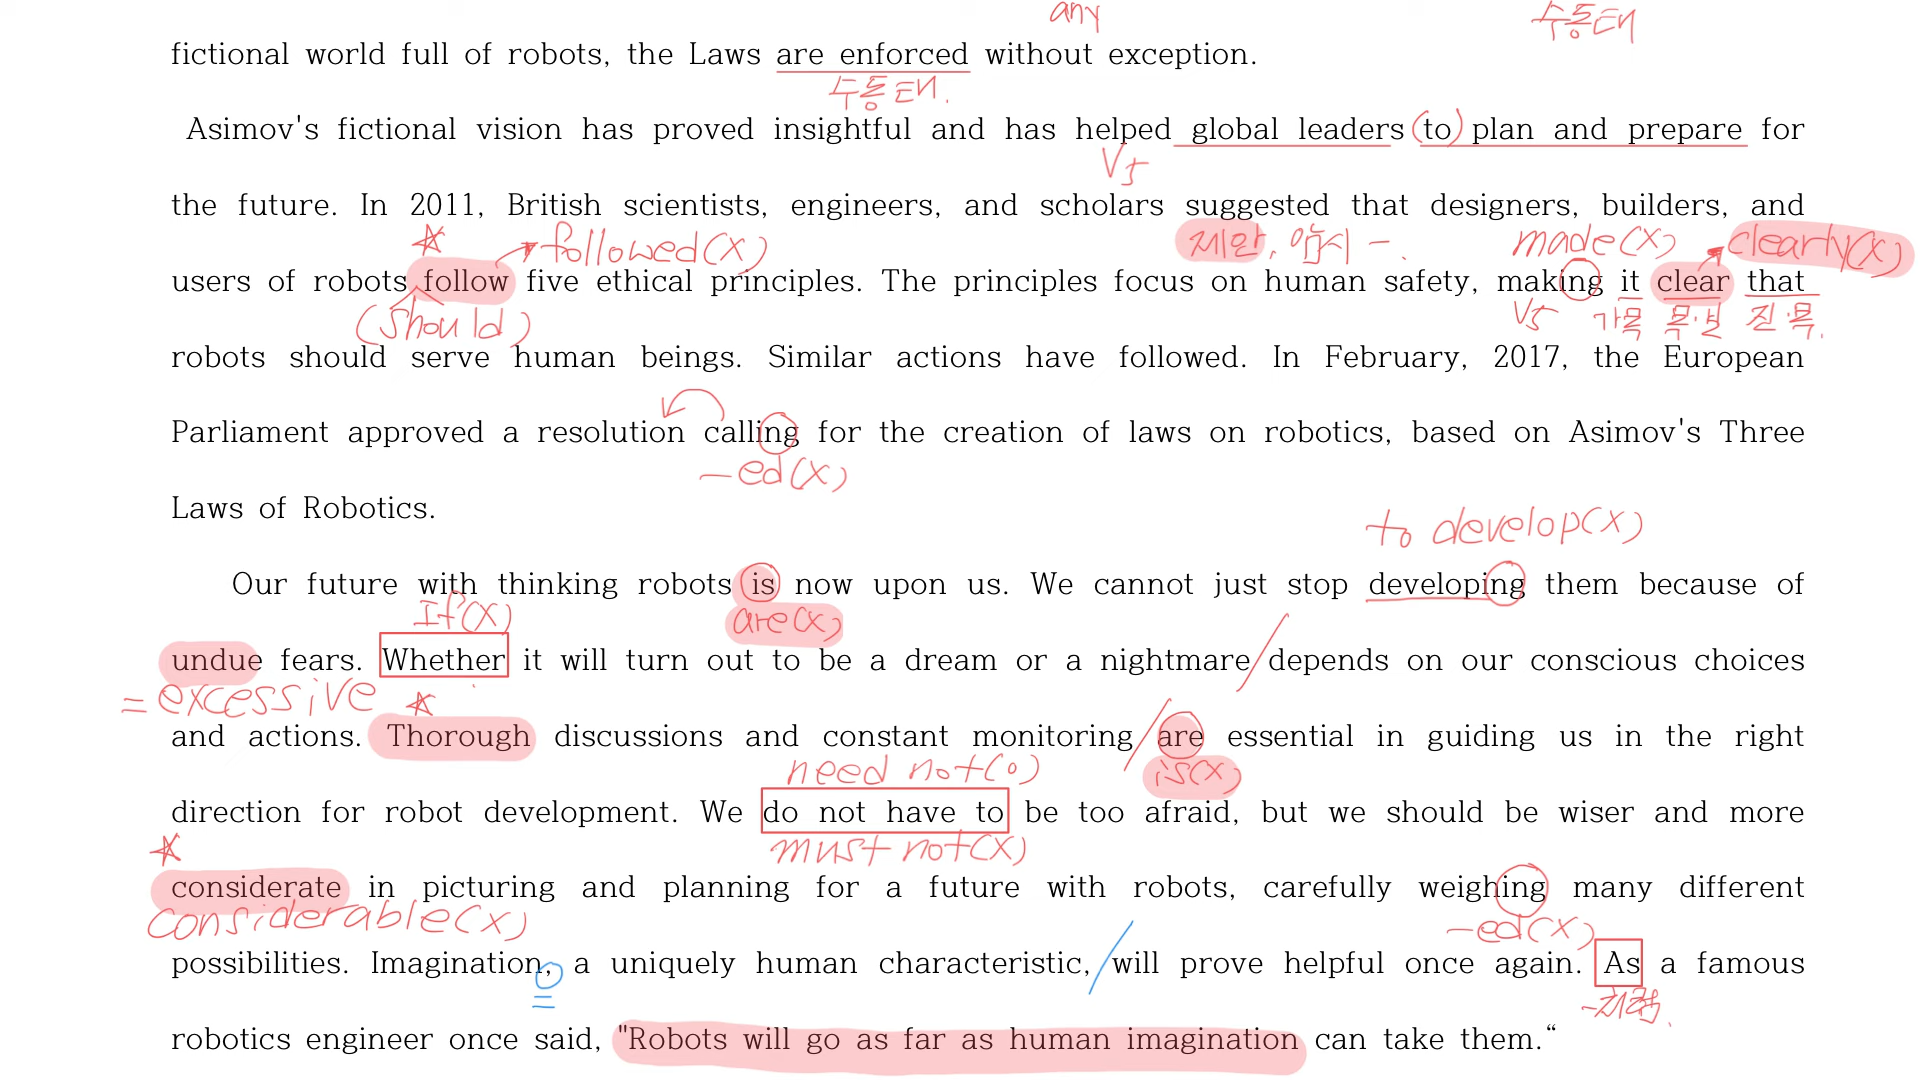 any 수동태
fictional world full of robots, the Laws are enforced without exception.
수동태.
Asimov's fictional vision has proved insightful and has helped global leaders (to) plan and prepare for
V5
the future. In 2011, British scientists, engineers, and scholars suggested that designers, builders, and
☆ followed(X) 제안, 암시 - . made(X) clearly(X)
users of robots follow five ethical principles. The principles focus on human safety, making it clear that
(should) V5 가목 목·보 진·목.
robots should serve human beings. Similar actions have followed. In February, 2017, the European
Parliament approved a resolution calling for the creation of laws on robotics, based on Asimov's Three
-ed(X)
Laws of Robotics.
to develop(X)
Our future with thinking robots is now upon us. We cannot just stop developing them because of
If(X) are(X)
undue fears. Whether it will turn out to be a dream or a nightmare/depends on our conscious choices
= excessive ☆
and actions. Thorough discussions and constant monitoring/are essential in guiding us in the right
need not(o) is(X)
direction for robot development. We do not have to be too afraid, but we should be wiser and more
☆ must not(X)
considerate in picturing and planning for a future with robots, carefully weighing many different
considerable(X) -ed(X)
possibilities. Imagination, a uniquely human characteristic,/will prove helpful once again. As a famous
=
robotics engineer once said, "Robots will go as far as human imagination can take them.“